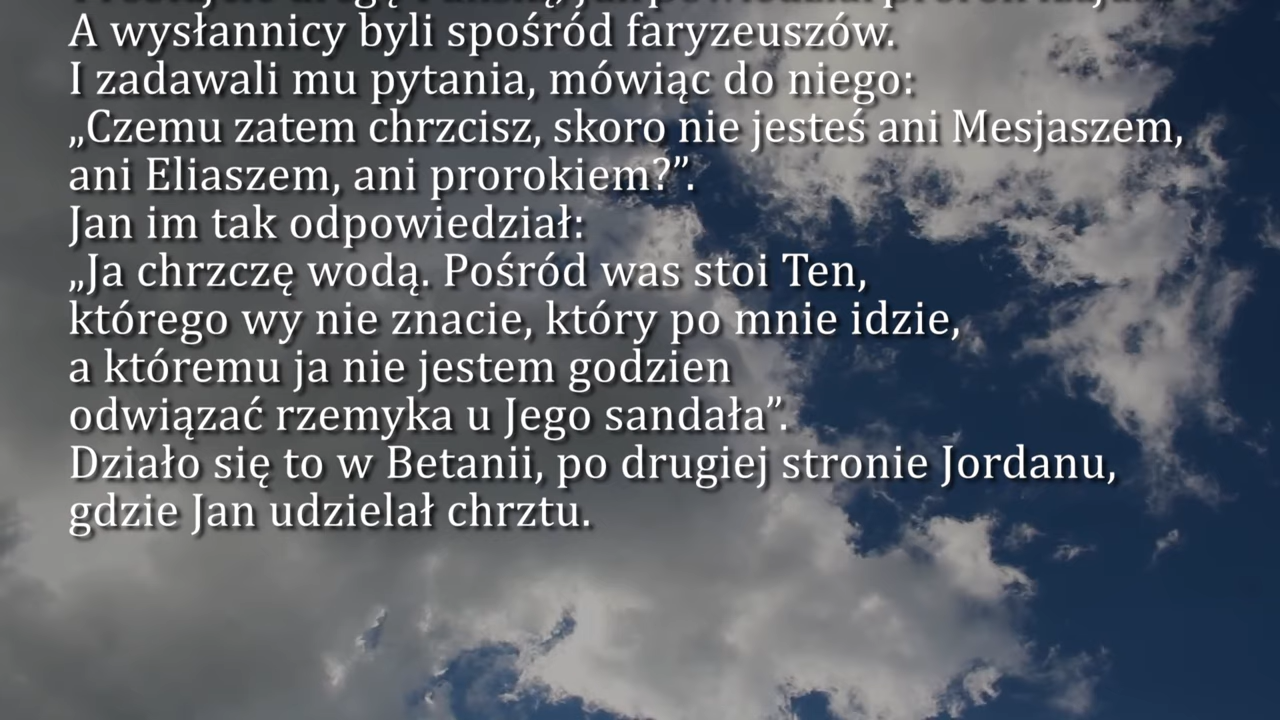 A wysłannicy byli spośród faryzeuszów.
I zadawali mu pytania, mówiąc do niego:
„Czemu zatem chrzcisz, skoro nie jesteś ani Mesjaszem,
ani Eliaszem, ani prorokiem?”.
Jan im tak odpowiedział:
„Ja chrzczę wodą. Pośród was stoi Ten,
którego wy nie znacie, który po mnie idzie,
a któremu ja nie jestem godzien
odwiązać rzemyka u Jego sandała”.
Działo się to w Betanii, po drugiej stronie Jordanu,
gdzie Jan udzielał chrztu.